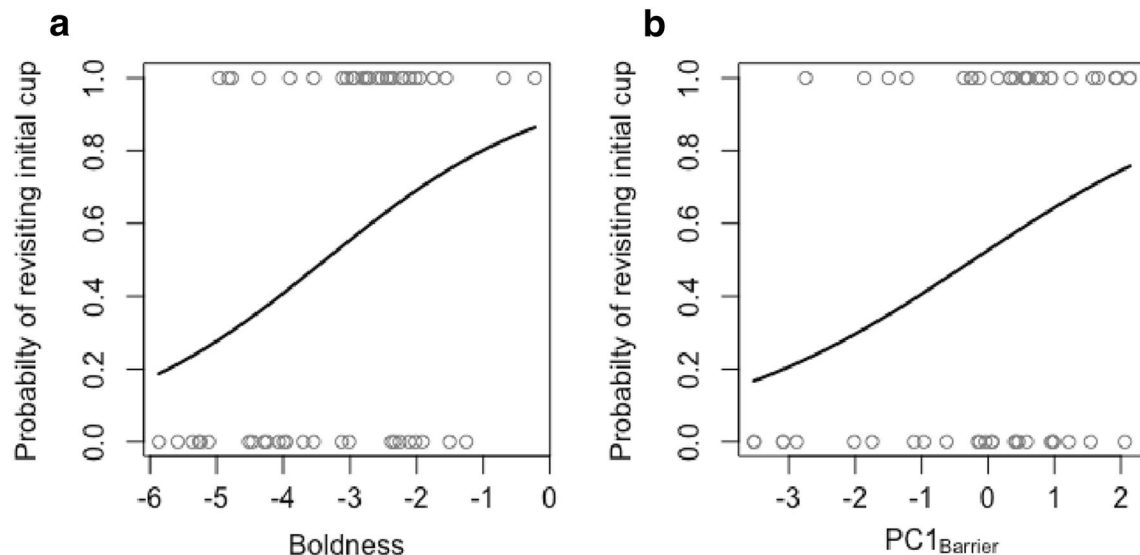 a
Probabilty of revisiting initial cup
1.0
0.8
0.6
0.4
0.2
0.0
-6 -5 -4 -3 -2 -1 0
Boldness
b
Probabilty of revisiting initial cup
1.0
0.8
0.6
0.4
0.2
0.0
-3 -2 -1 0 1 2
PC1Barrier